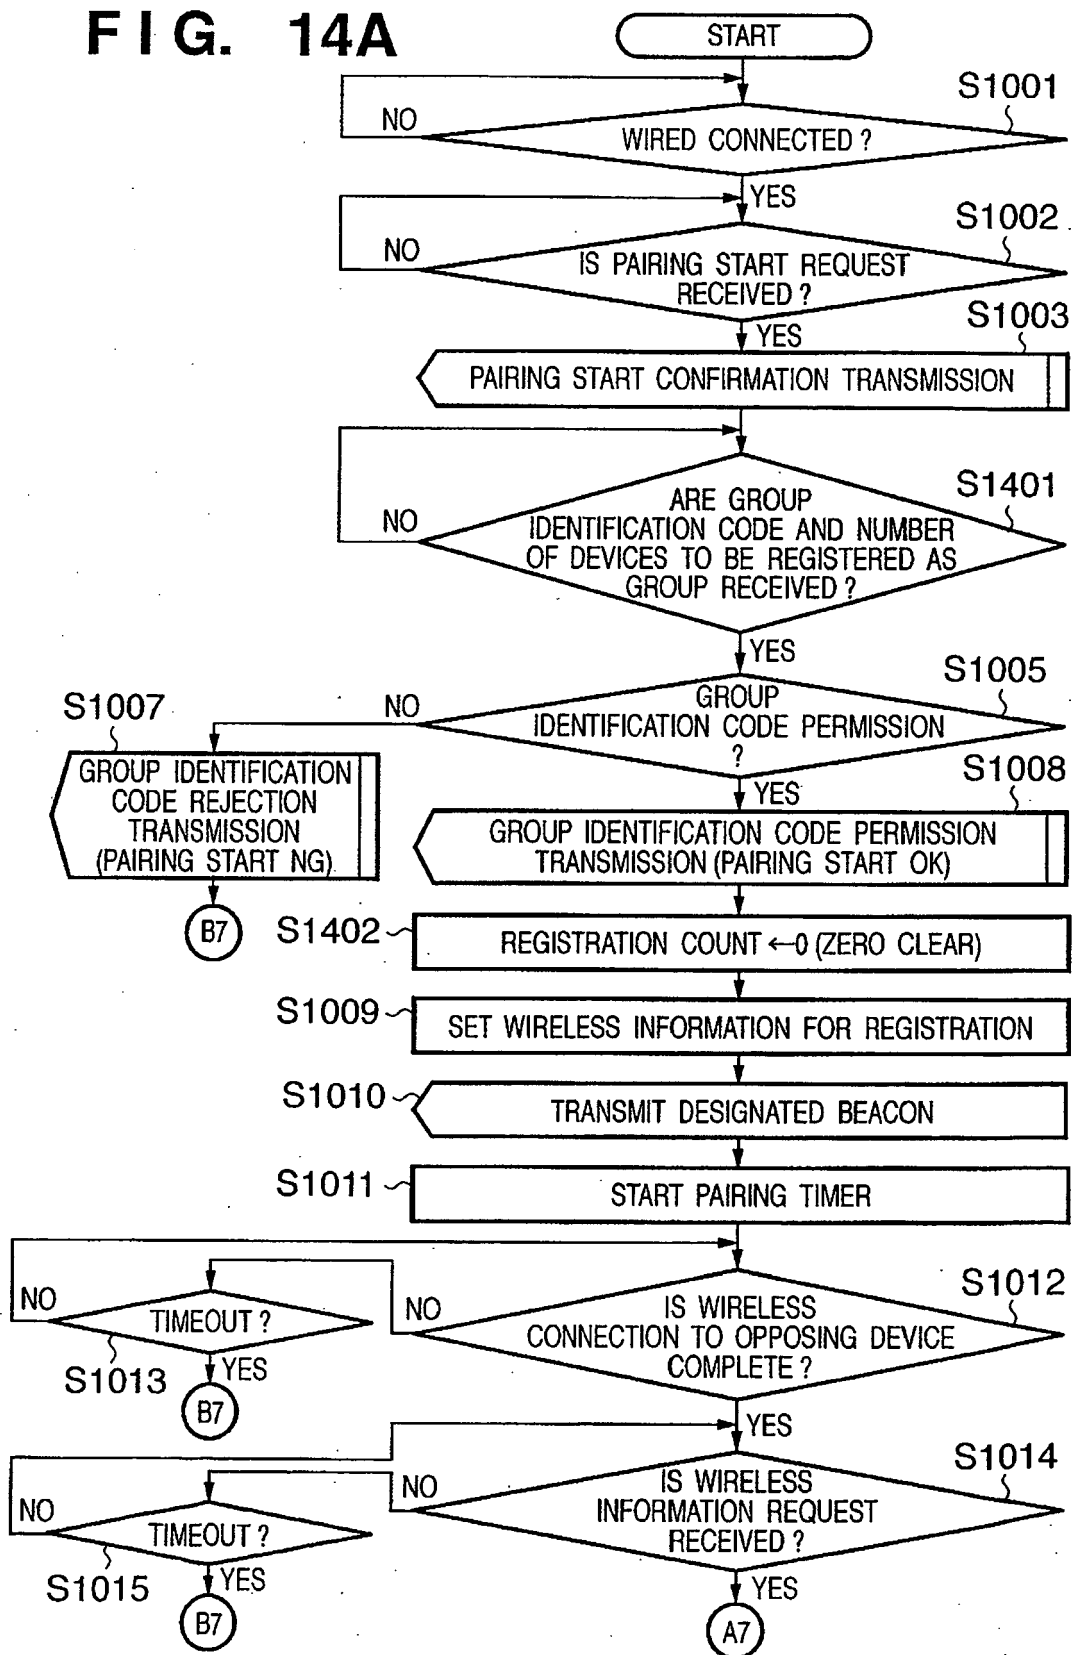 FIG. 14A
START
S1001
NO
WIRED CONNECTED ?
YES
S1002
NO
IS PAIRING START REQUEST
RECEIVED ?
S1003
YES
PAIRING START CONFIRMATION TRANSMISSION
S1401
ARE GROUP
NO
IDENTIFICATION CODE AND NUMBER
OF DEVICES TO BE REGISTERED AS
GROUP RECEIVED ?
YES
S1005
S1007
NO
GROUP
IDENTIFICATION CODE PERMISSION
?
GROUP IDENTIFICATION
CODE REJECTION
TRANSMISSION
(PAIRING START NG)
S1008
YES
GROUP IDENTIFICATION CODE PERMISSION
TRANSMISSION (PAIRING START OK)
B7
S1402
REGISTRATION COUNT ←0 (ZERO CLEAR)
S1009
SET WIRELESS INFORMATION FOR REGISTRATION
S1010
TRANSMIT DESIGNATED BEACON
S1011
START PAIRING TIMER
S1012
NO
TIMEOUT ?
NO
IS WIRELESS
CONNECTION TO OPPOSING DEVICE
COMPLETE ?
S1013
YES
B7
YES
S1014
NO
TIMEOUT ?
NO
IS WIRELESS
INFORMATION REQUEST
RECEIVED ?
S1015
YES
B7
YES
A7